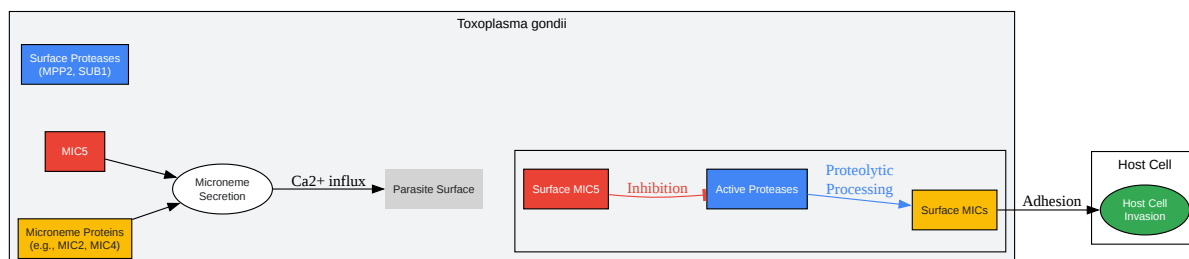 Toxoplasma gondii
Surface Proteases
(MPP2, SUB1)
MIC5
Microneme Proteins
(e.g., MIC2, MIC4)
Microneme
Secretion
Ca2+ influx
Parasite Surface
Surface MIC5
Inhibition
Active Proteases
Proteolytic
Processing
Surface MICs
Adhesion
Host Cell
Host Cell
Invasion